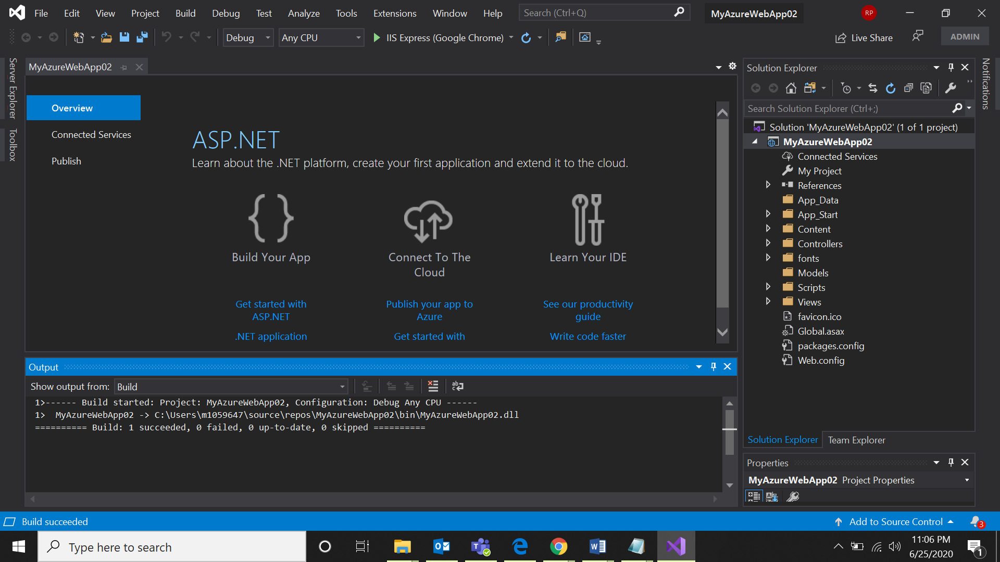 File Edit View Project Build Debug Test Analyze Tools Extensions Window Help Search (Ctrl+Q) MyAzureWebApp02 RP
Debug Any CPU IIS Express (Google Chrome) Live Share ADMIN
Server Explorer
Toolbox
MyAzureWebApp02
Overview
Connected Services
Publish
ASP.NET
Learn about the .NET platform, create your first application and extend it to the cloud.
Build Your App
Connect To The
Cloud
Learn Your IDE
Get started with
ASP.NET
.NET application
Publish your app to
Azure
Get started with
See our productivity
guide
Write code faster
Output
Show output from: Build
1>------ Build started: Project: MyAzureWebApp02, Configuration: Debug Any CPU ------
1>  MyAzureWebApp02 -> C:\Users\m1059647\source\repos\MyAzureWebApp02\bin\MyAzureWebApp02.dll
========== Build: 1 succeeded, 0 failed, 0 up-to-date, 0 skipped ==========
Solution Explorer
Search Solution Explorer (Ctrl+;)
Solution 'MyAzureWebApp02' (1 of 1 project)
MyAzureWebApp02
Connected Services
My Project
References
App_Data
App_Start
Content
Controllers
fonts
Models
Scripts
Views
favicon.ico
Global.asax
packages.config
Web.config
Solution Explorer Team Explorer
Properties
MyAzureWebApp02 Project Properties
Notifications
Build succeeded
Add to Source Control 3
Type here to search
11:06 PM
6/25/2020
1